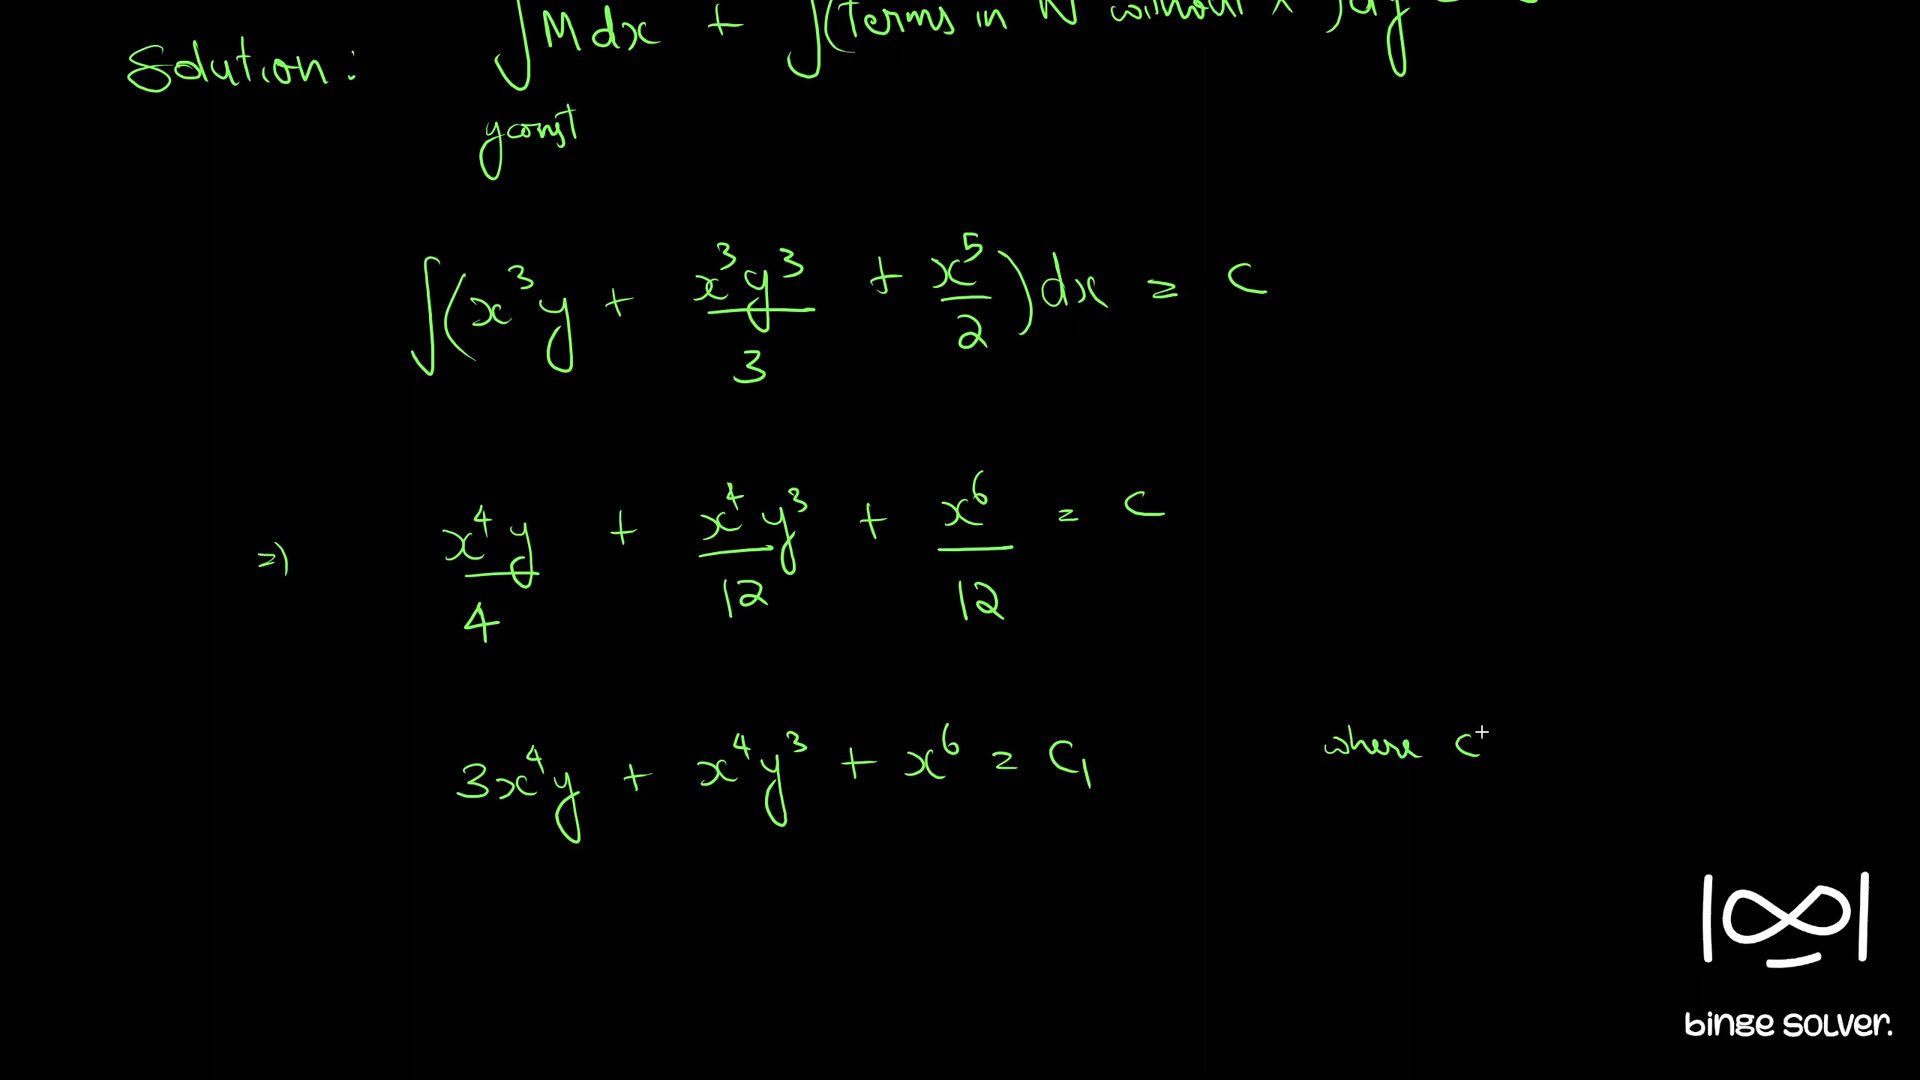 Solution: ∫ M dx + ∫(Terms in N without x) dy
y const
∫(x³y + x³y³/3 + x⁵/2) dx = c
=) x⁴y/4 + x⁴y³/12 + x⁶/12 = c
3x⁴y + x⁴y³ + x⁶ = c₁ where c
binge solver.